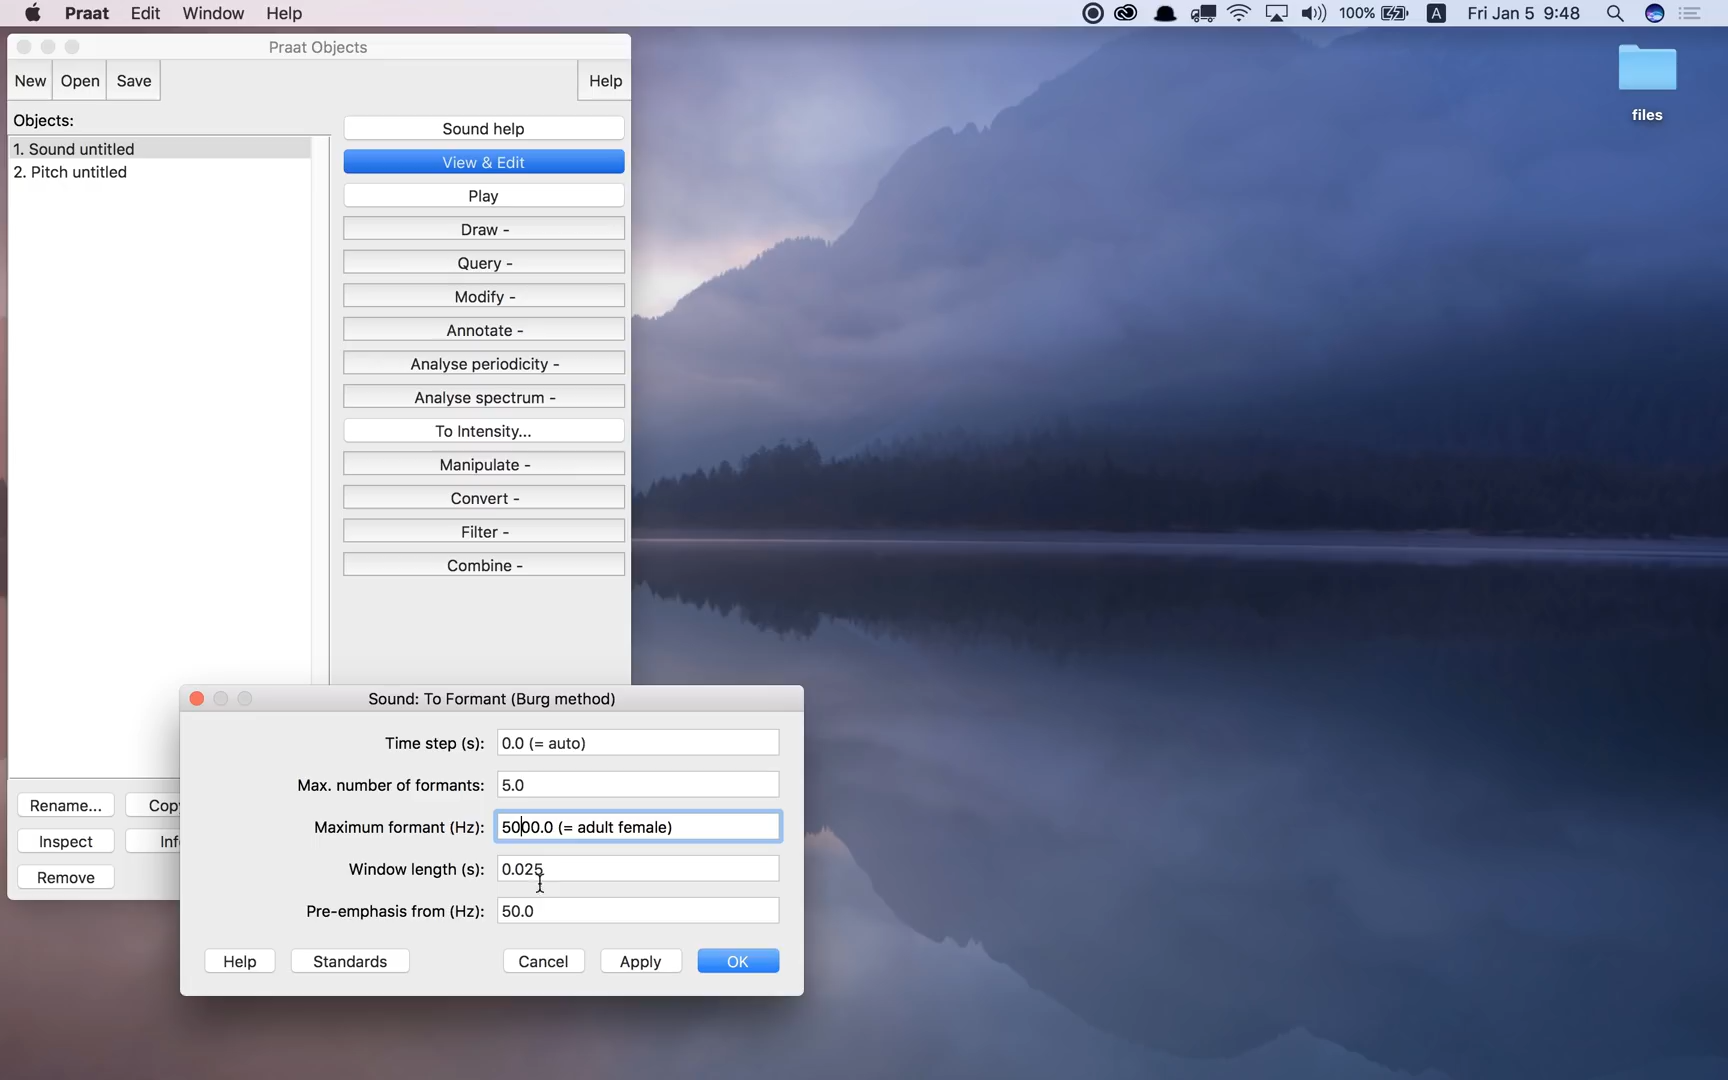 Praat Edit Window Help 100% A Fri Jan 5 9:48
Praat Objects
New Open Save Help
Objects:
1. Sound untitled
2. Pitch untitled
Sound help
View & Edit
Play
Draw -
Query -
Modify -
Annotate -
Analyse periodicity -
Analyse spectrum -
To Intensity...
Manipulate -
Convert -
Filter -
Combine -
files
Rename... Cop
Inspect Inf
Remove
Sound: To Formant (Burg method)
Time step (s): 0.0 (= auto)
Max. number of formants: 5.0
Maximum formant (Hz): 5000.0 (= adult female)
Window length (s): 0.025
Pre-emphasis from (Hz): 50.0
Help Standards Cancel Apply OK